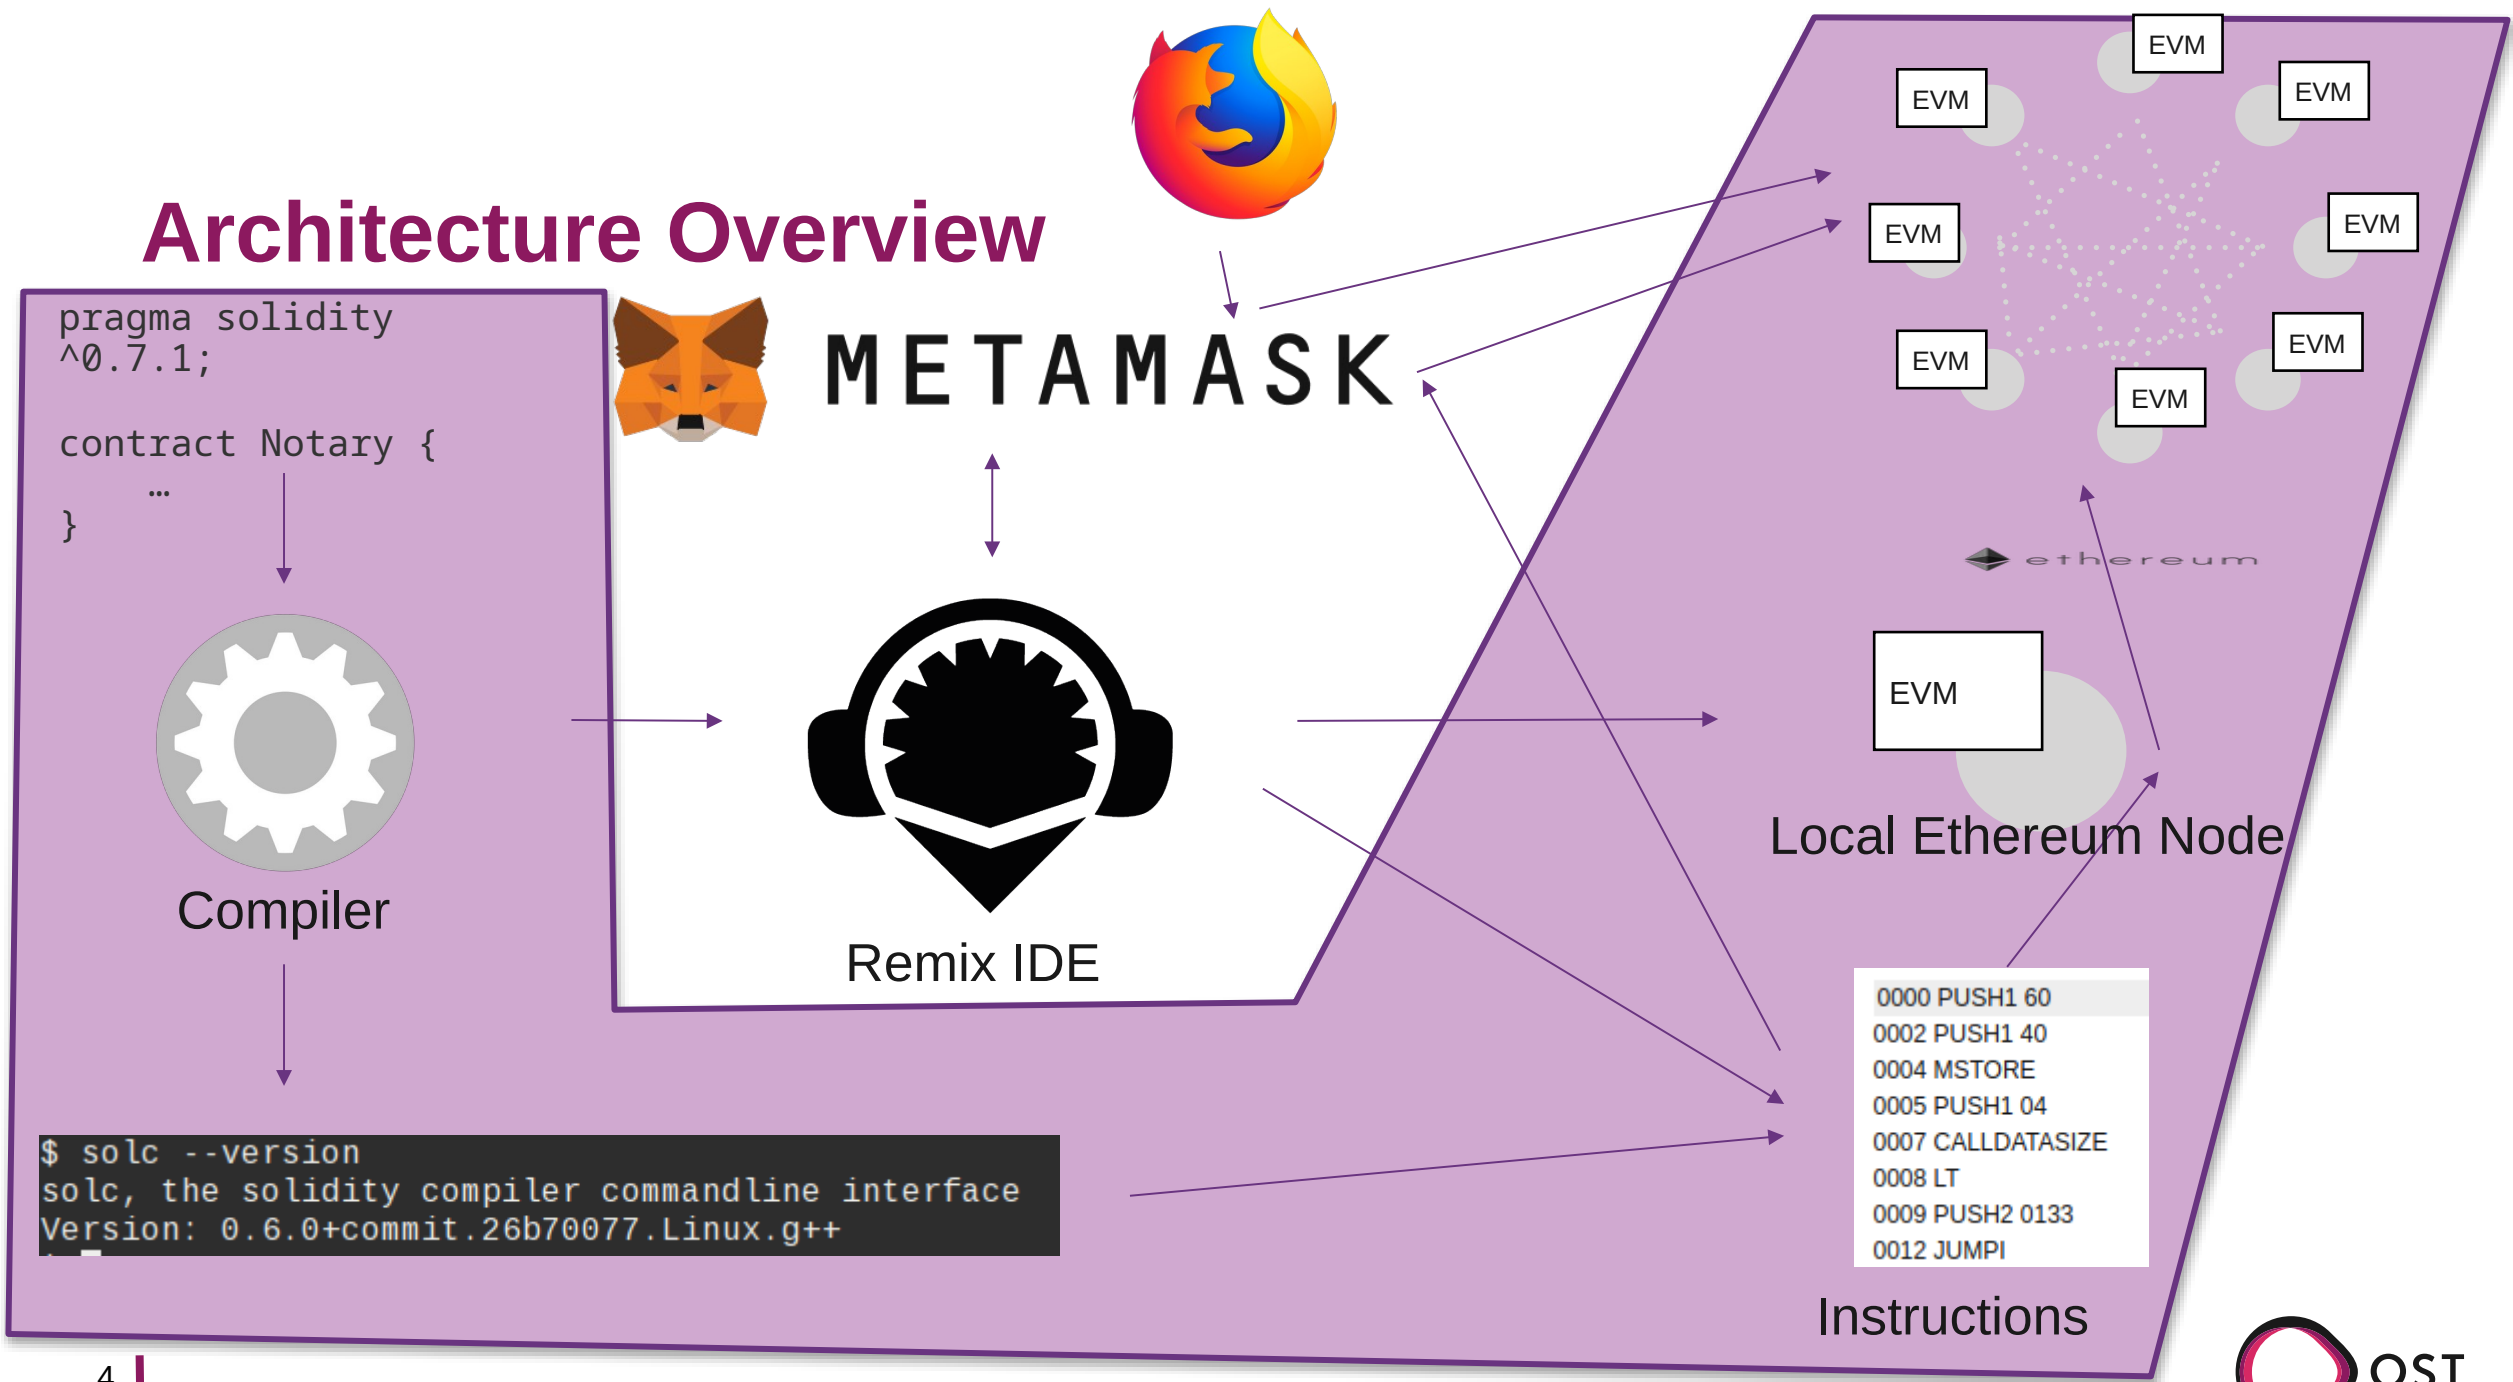 Architecture Overview
pragma solidity
^0.7.1;
contract Notary {
…
}
METAMASK
EVM
EVM
EVM
EVM
EVM
EVM
EVM
EVM
ethereum
EVM
Local Ethereum Node
Compiler
Remix IDE
$ solc --version
solc, the solidity compiler commandline interface
Version: 0.6.0+commit.26b70077.Linux.g++
0000 PUSH1 60
0002 PUSH1 40
0004 MSTORE
0005 PUSH1 04
0007 CALLDATASIZE
0008 LT
0009 PUSH2 0133
0012 JUMPI
Instructions
4
OST